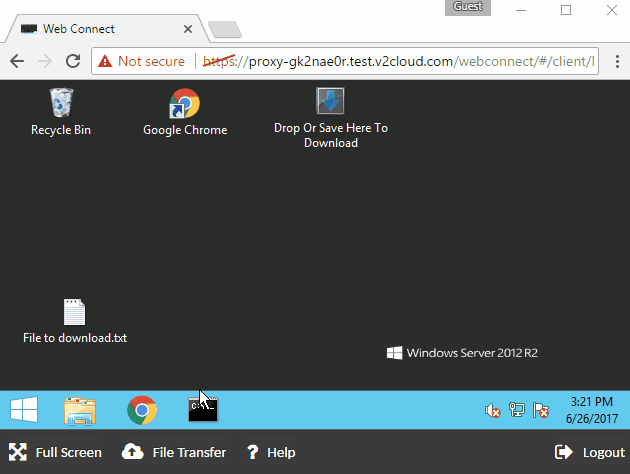 Guest
Web Connect
Not secure
https://proxy-gk2nae0r.test.v2cloud.com/webconnect/#/client/
Recycle Bin
Google Chrome
Drop Or Save Here To
Download
File to download.txt
Windows Server 2012 R2
C:\_
3:21 PM
6/26/2017
Full Screen
File Transfer
Help
Logout